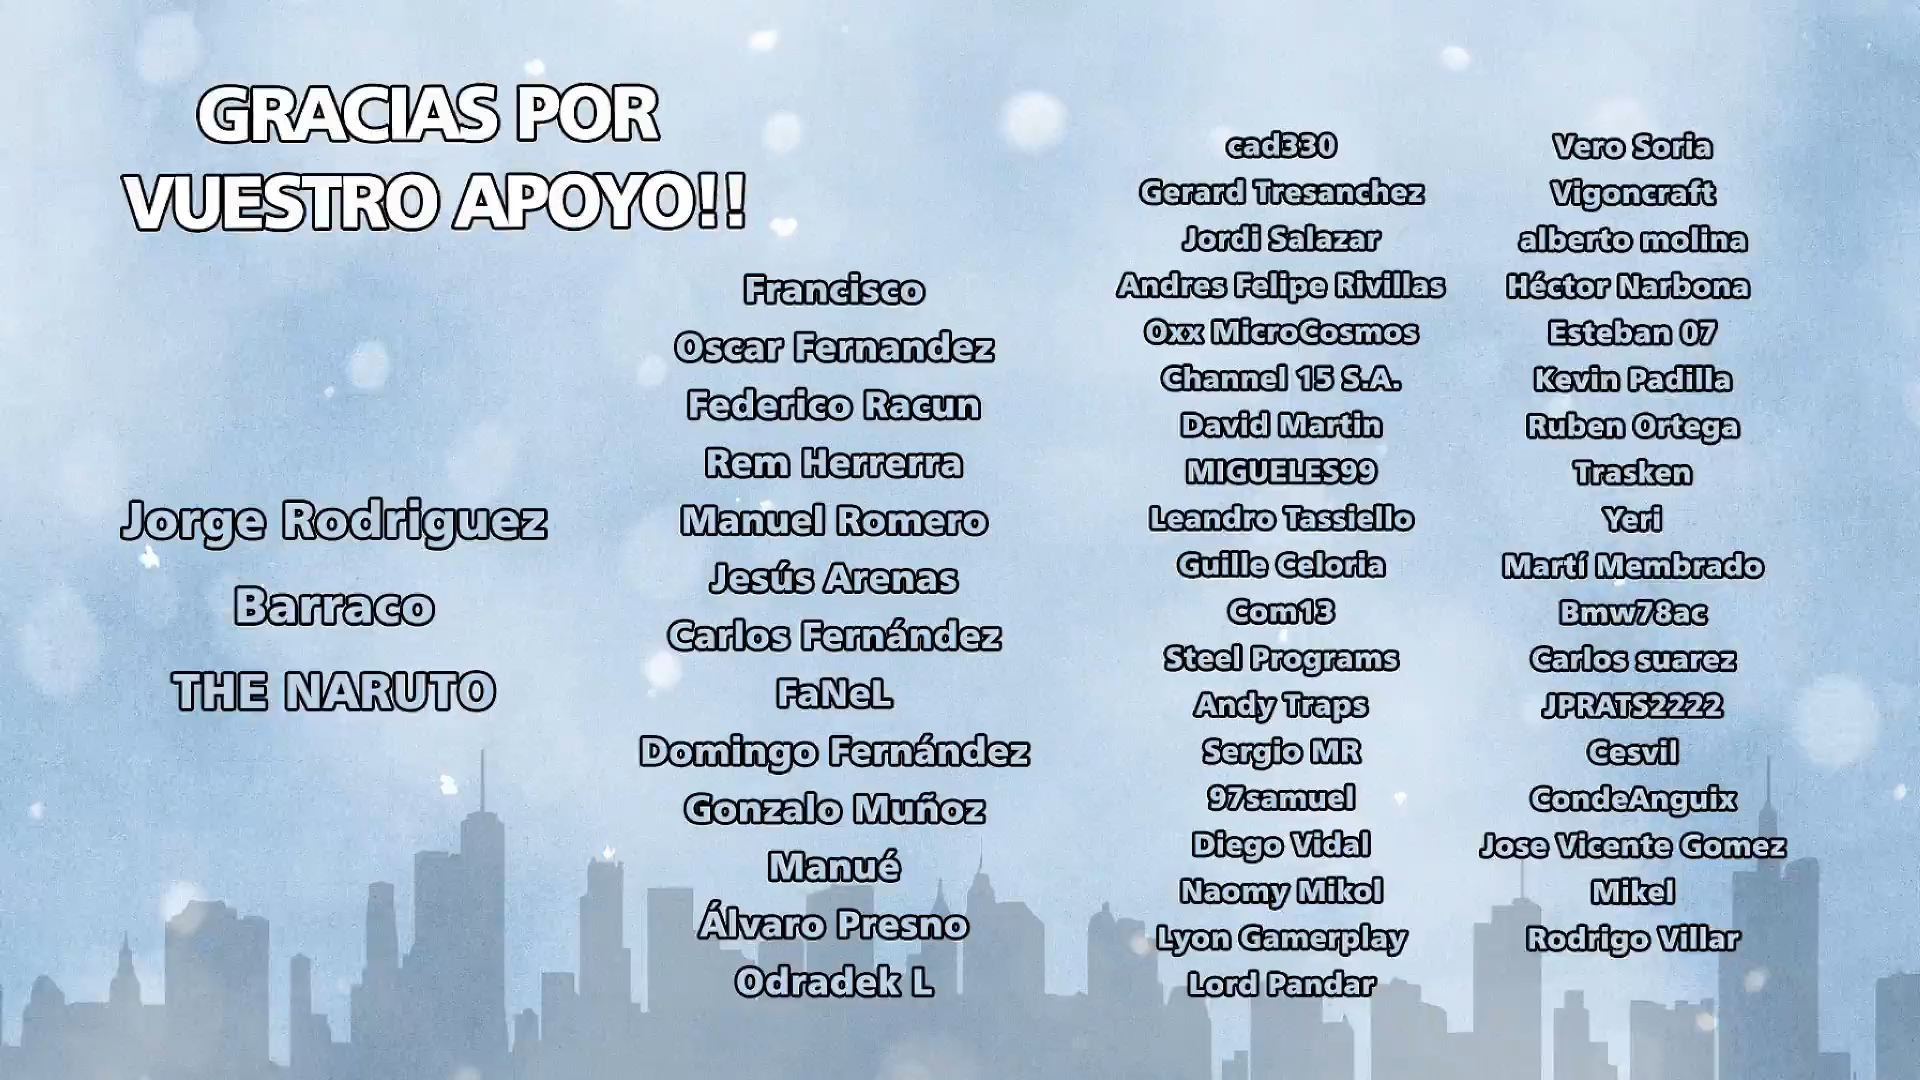 GRACIAS POR
VUESTRO APOYO!!
Jorge Rodriguez
Barraco
THE NARUTO
Francisco
Oscar Fernandez
Federico Racun
Rem Herrerra
Manuel Romero
Jesús Arenas
Carlos Fernández
FaNeL
Domingo Fernández
Gonzalo Muñoz
Manué
Álvaro Presno
Odradek L
cad330
Gerard Tresanchez
Jordi Salazar
Andres Felipe Rivillas
Oxx MicroCosmos
Channel 15 S.A.
David Martin
MIGUELES99
Leandro Tassiello
Guille Celoria
Com13
Steel Programs
Andy Traps
Sergio MR
97samuel
Diego Vidal
Naomy Mikol
Lyon Gamerplay
Lord Pandar
Vero Soria
Vigoncraft
alberto molina
Héctor Narbona
Esteban 07
Kevin Padilla
Ruben Ortega
Trasken
Yeri
Martí Membrado
Bmw78ac
Carlos suarez
JPRATS2222
Cesvil
CondeAnguix
Jose Vicente Gomez
Mikel
Rodrigo Villar